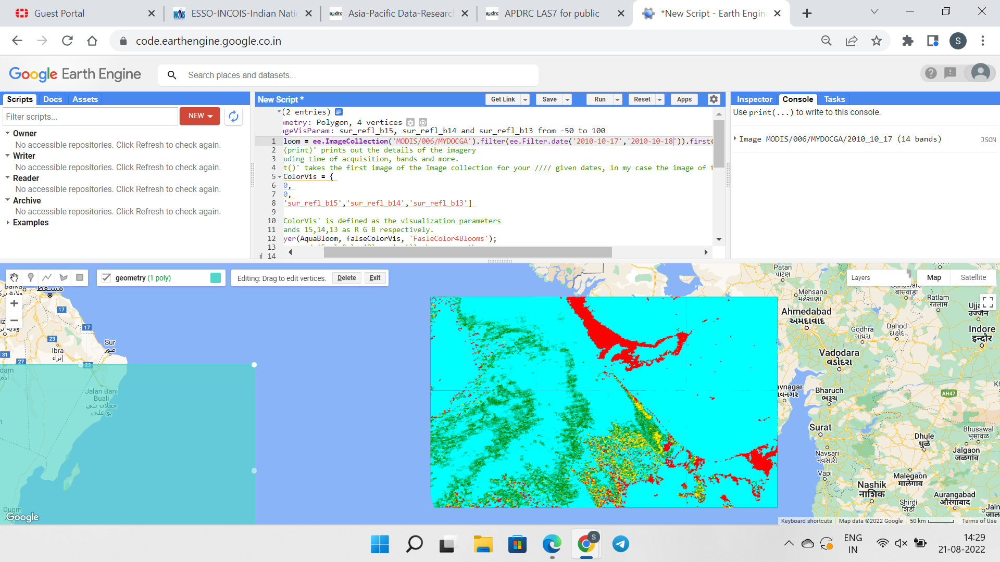 Guest Portal
ESSO-INCOIS-Indian Natio
Asia-Pacific Data-Research
APDRC LAS7 for public
*New Script - Earth Engin
code.earthengine.google.co.in
S
Google Earth Engine
Search places and datasets...
Scripts Docs Assets
Filter scripts...
NEW
Owner
No accessible repositories. Click Refresh to check again.
Writer
No accessible repositories. Click Refresh to check again.
Reader
No accessible repositories. Click Refresh to check again.
Archive
No accessible repositories. Click Refresh to check again.
Examples
New Script *
Get Link Save Run Reset Apps
(2 entries)
ometry: Polygon, 4 vertices
ageVisParam: sur_refl_b15, sur_refl_b14 and sur_refl_b13 from -50 to 100
1 loom = ee.ImageCollection('MODIS/006/MYDOCGA').filter(ee.Filter.date('2010-10-17','2010-10-18')).first(
2 (print)' prints out the details of the imagery
3 uding time of acquisition, bands and more.
4 t()' takes the first image of the Image collection for your //// given dates, in my case the image of t
5 ColorVis = {
6 0,
7 0,
8 'sur_refl_b15','sur_refl_b14','sur_refl_b13']
9
10 ColorVis' is defined as the visualization parameters
11 ands 15,14,13 as R G B respectively.
12 yer(AquaBloom, falseColorVis, 'FasleColor4Blooms');
13
14
Inspector Console Tasks
Use print(...) to write to this console.
Image MODIS/006/MYDOCGA/2010_10_17 (14 bands)
JSON
geometry (1 poly)
Editing: Drag to edit vertices.
Delete
Exit
Layers
Map
Satellite
Barka
مسقط
17
17
23
Sur
صور
Ibra
إبراء
31
27
23
dam
أدم
Jalan Bani
Buali
جعلان بني
بو علي
Duqm
Google
Patan
પાટણ
Mehsana
મહેસાણા
बांसवाड़ा
Ratlam
रतलाम
Ujja
उज्जैन
Ahmedabad
અમદાવાદ
Godhra
ગોધરા
Dahod
દાહોદ
Indore
इन्दौर
Vadodara
વડોદરા
avnagar
Bharuch
ભરૂચ
AH47
Surat
સુરત
Navsari
નવસારી
Dhule
धुळे
Bhusawal
भुसावळ
Jalgaon
जळगांव
Vapi
વાપી
Malegaon
मालेगाव
Nashik
नाशिक
Aurangabad
औरंगाबाद
Shirdi
शिर्डी
Jaln
जाल
Keyboard shortcuts
Map data ©2022 Google
50 km
Terms of Use
S
ENG
IN
14:29
21-08-2022